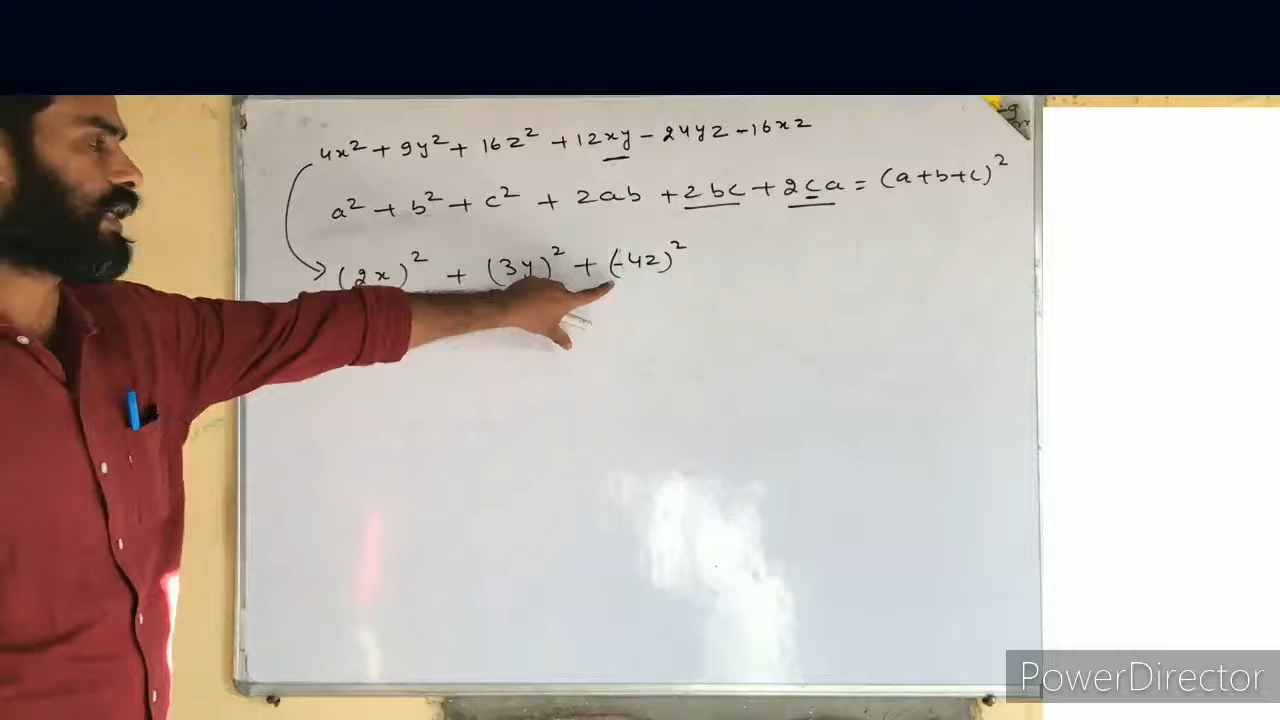 4x² + 9y² + 16z² + 12xy - 24yz - 16xz
a² + b² + c² + 2ab + 2bc + 2ca = (a+b+c)²
(2x)² + (3y)² + (-4z)²
PowerDirector